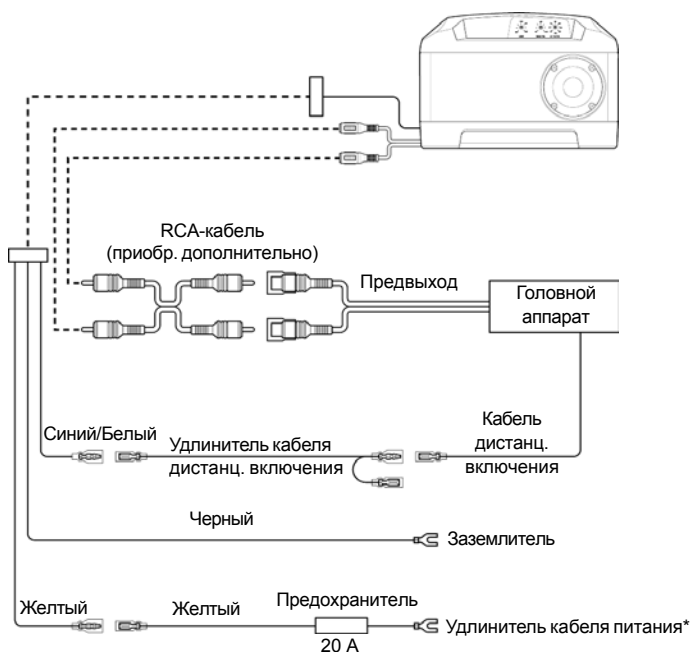 RCA-кабель
(приобр. дополнительно)
Предвыход
Головной
аппарат
Синий/Белый
Удлинитель кабеля
дистанц. включения
Кабель
дистанц.
включения
Черный
Заземлитель
Желтый
Желтый
Предохранитель
20 A
Удлинитель кабеля питания*